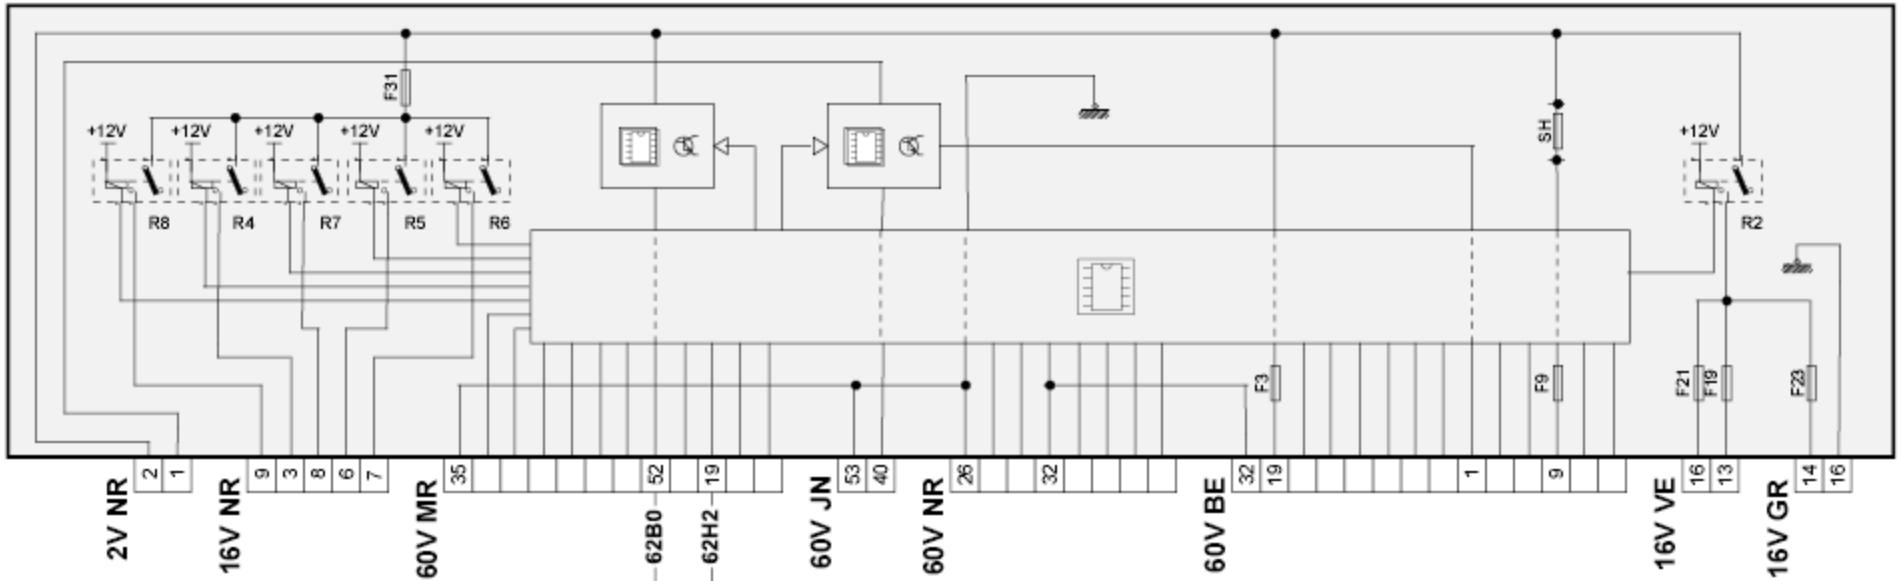 F31
SH
+12V +12V +12V +12V +12V +12V
R8 R4 R7 R5 R6 R2
F3 F9 F21 F19 F23
2V NR 2 1
16V NR 9 3 8 6 7
60V MR 35 52 19
62B0 62H2
60V JN 53 40
60V NR 26 32
60V BE 32 19 1 9
16V VE 16 13
16V GR 14 16